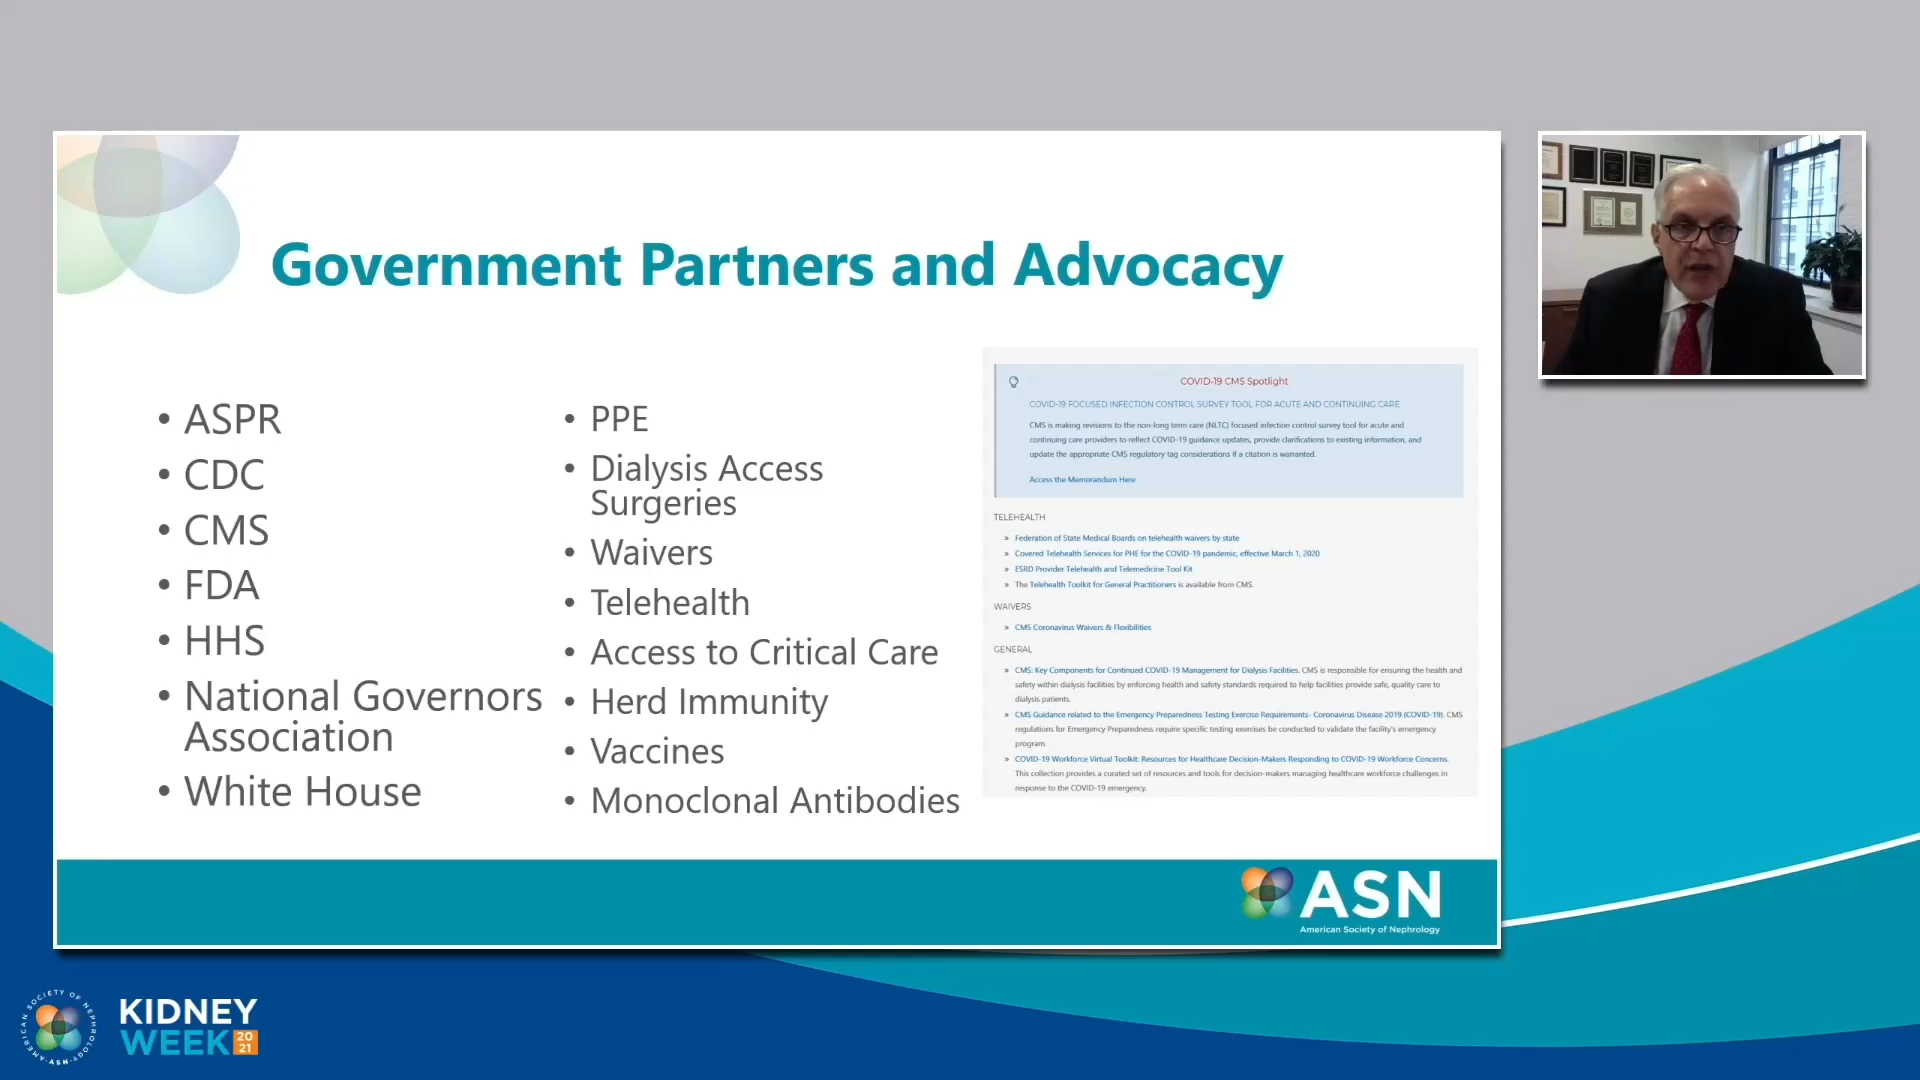 Government Partners and Advocacy
• ASPR
• CDC
• CMS
• FDA
• HHS
• National Governors
Association
• White House
• PPE
• Dialysis Access
Surgeries
• Waivers
• Telehealth
• Access to Critical Care
• Herd Immunity
• Vaccines
• Monoclonal Antibodies
COVID-19 CMS Spotlight
COVID-19 FOCUSED INFECTION CONTROL SURVEY TOOL FOR ACUTE AND CONTINUING CARE
CMS is making revisions to the non-long term care (NLTC) focused infection control survey tool for acute and
continuing care providers to reflect COVID-19 guidance updates, provide clarifications to existing information, and
update the appropriate CMS regulatory tag considerations if a citation is warranted.
Access the Memorandum Here
TELEHEALTH
» Federation of State Medical Boards on telehealth waivers by state
» Covered Telehealth Services for PHE for the COVID-19 pandemic, effective March 1, 2020
» ESRD Provider Telehealth and Telemedicine Tool Kit
» The Telehealth Toolkit for General Practitioners is available from CMS.
WAIVERS
» CMS Coronavirus Waivers & Flexibilities
GENERAL
» CMS: Key Components for Continued COVID-19 Management for Dialysis Facilities. CMS is responsible for ensuring the health and
safety within dialysis facilities by enforcing health and safety standards required to help facilities provide safe, quality care to
dialysis patients.
» CMS Guidance related to the Emergency Preparedness Testing Exercise Requirements- Coronavirus Disease 2019 (COVID-19). CMS
regulations for Emergency Preparedness require specific testing exercises be conducted to validate the facility's emergency
program.
» COVID-19 Workforce Virtual Toolkit: Resources for Healthcare Decision-Makers Responding to COVID-19 Workforce Concerns.
This collection provides a curated set of resources and tools for decision-makers managing healthcare workforce challenges in
response to the COVID-19 emergency.
ASN
American Society of Nephrology
AMERICAN SOCIETY OF NEPHROLOGY
ASN
KIDNEY
WEEK 20
21